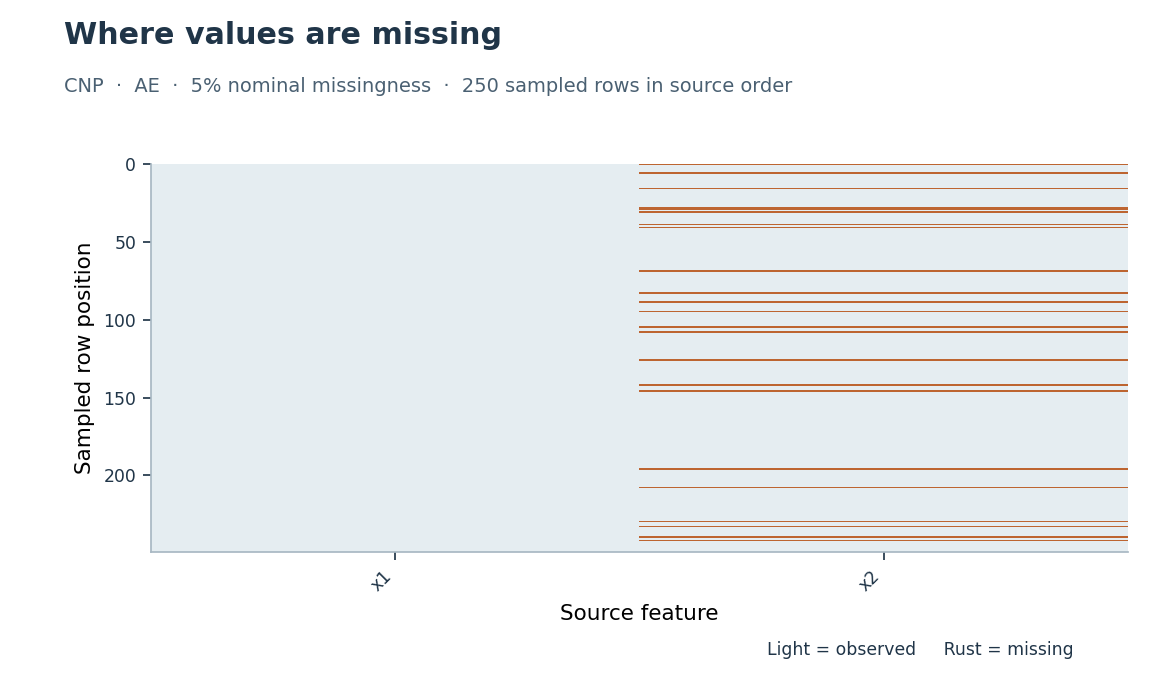 Where values are missing
CNP · AE · 5% nominal missingness · 250 sampled rows in source order
0
50
100
150
200
Sampled row position
x1
x2
Source feature
Light = observed Rust = missing